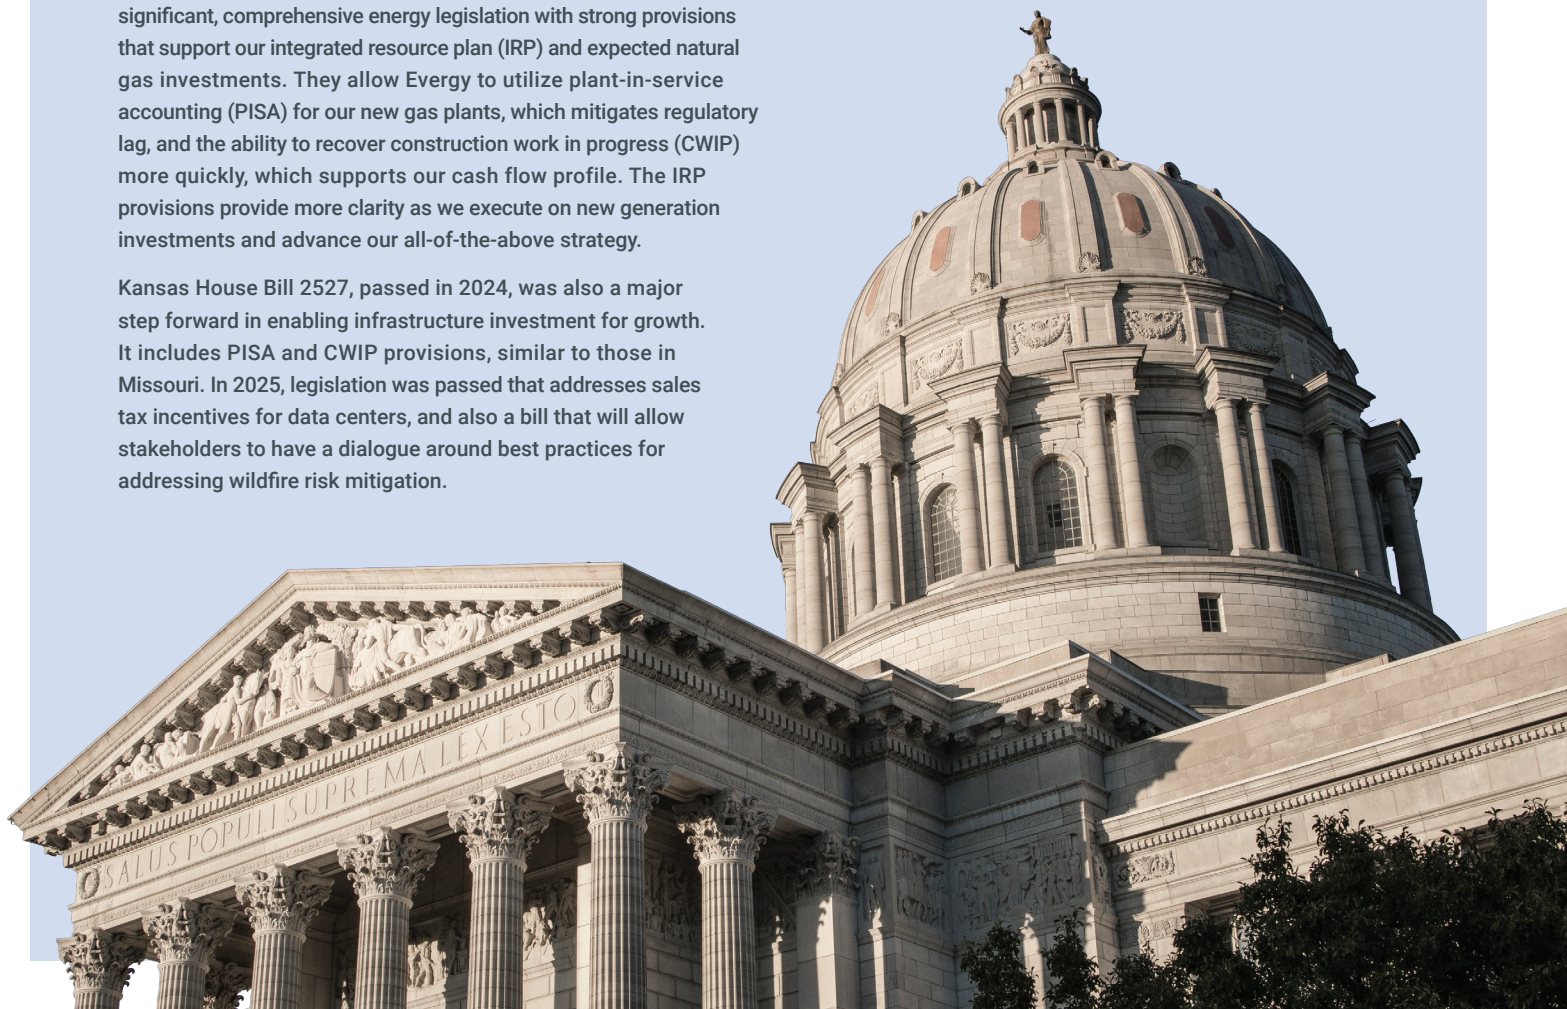 significant, comprehensive energy legislation with strong provisions
that support our integrated resource plan (IRP) and expected natural
gas investments. They allow Evergy to utilize plant-in-service
accounting (PISA) for our new gas plants, which mitigates regulatory
lag, and the ability to recover construction work in progress (CWIP)
more quickly, which supports our cash flow profile. The IRP
provisions provide more clarity as we execute on new generation
investments and advance our all-of-the-above strategy.
Kansas House Bill 2527, passed in 2024, was also a major
step forward in enabling infrastructure investment for growth.
It includes PISA and CWIP provisions, similar to those in
Missouri. In 2025, legislation was passed that addresses sales
tax incentives for data centers, and also a bill that will allow
stakeholders to have a dialogue around best practices for
addressing wildfire risk mitigation.
SALUS POPULI SUPREMA LEX ESTO